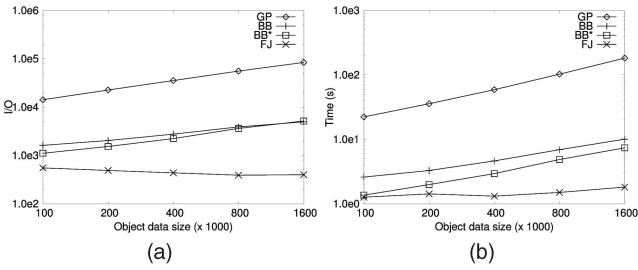 1.0e6
1.0e5
1.0e4
1.0e3
1.0e2
I/O
GP
BB
BB*
FJ
100 200 400 800 1600
Object data size (x 1000)
(a)
1.0e3
1.0e2
1.0e1
1.0e0
Time (s)
GP
BB
BB*
FJ
100 200 400 800 1600
Object data size (x 1000)
(b)